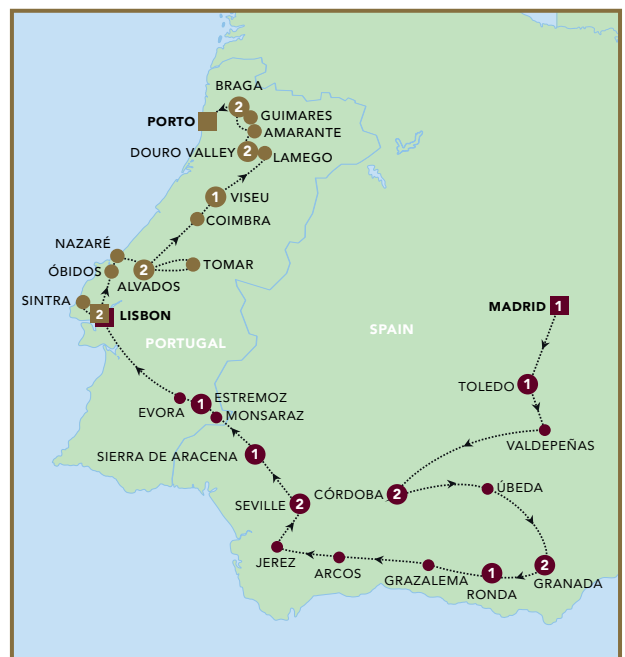 BRAGA
2
PORTO
GUIMARES
AMARANTE
DOURO VALLEY 2
LAMEGO
1 VISEU
COIMBRA
NAZARÉ
TOMAR
ÓBIDOS
2
ALVADOS
SINTRA
2 LISBON
MADRID 1
SPAIN
PORTUGAL
TOLEDO 1
ESTREMOZ
1
EVORA
MONSARAZ
VALDEPEÑAS
SIERRA DE ARACENA 1
CÓRDOBA 2
ÚBEDA
SEVILLE 2
JEREZ
ARCOS
GRAZALEMA
1
RONDA
2
GRANADA